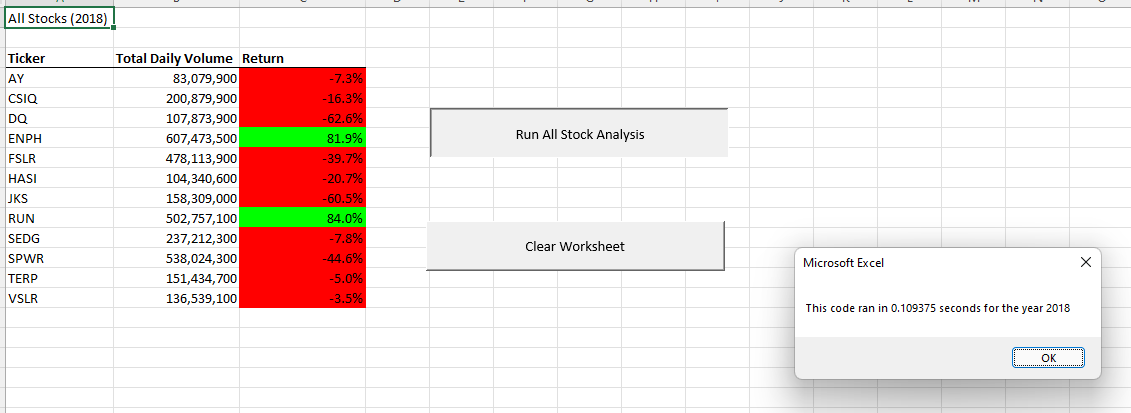 All Stocks (2018)
Ticker Total Daily Volume Return
AY 83,079,900 -7.3%
CSIQ 200,879,900 -16.3%
DQ 107,873,900 -62.6%
ENPH 607,473,500 81.9%
FSLR 478,113,900 -39.7%
HASI 104,340,600 -20.7%
JKS 158,309,000 -60.5%
RUN 502,757,100 84.0%
SEDG 237,212,300 -7.8%
SPWR 538,024,300 -44.6%
TERP 151,434,700 -5.0%
VSLR 136,539,100 -3.5%
Run All Stock Analysis
Clear Worksheet
Microsoft Excel
This code ran in 0.109375 seconds for the year 2018
OK